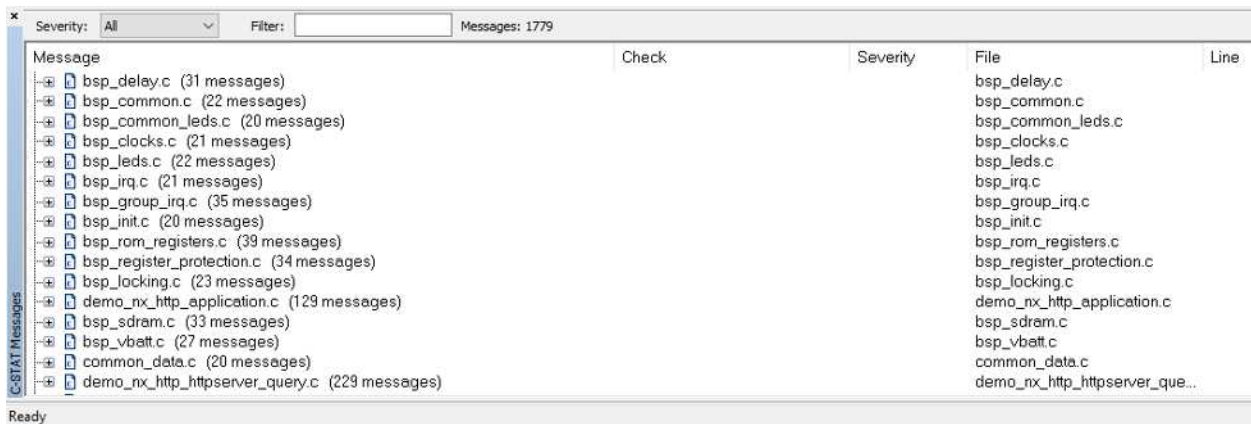 Severity: All Filter: Messages: 1779
Message Check Severity File Line
bsp_delay.c (31 messages) bsp_delay.c
bsp_common.c (22 messages) bsp_common.c
bsp_common_leds.c (20 messages) bsp_common_leds.c
bsp_clocks.c (21 messages) bsp_clocks.c
bsp_leds.c (22 messages) bsp_leds.c
bsp_irq.c (21 messages) bsp_irq.c
bsp_group_irq.c (35 messages) bsp_group_irq.c
bsp_init.c (20 messages) bsp_init.c
bsp_rom_registers.c (39 messages) bsp_rom_registers.c
bsp_register_protection.c (34 messages) bsp_register_protection.c
bsp_locking.c (23 messages) bsp_locking.c
demo_nx_http_application.c (129 messages) demo_nx_http_application.c
bsp_sdram.c (33 messages) bsp_sdram.c
bsp_vbatt.c (27 messages) bsp_vbatt.c
common_data.c (20 messages) common_data.c
demo_nx_http_httpserver_query.c (229 messages) demo_nx_http_httpserver_que...
C-STAT Messages
Ready